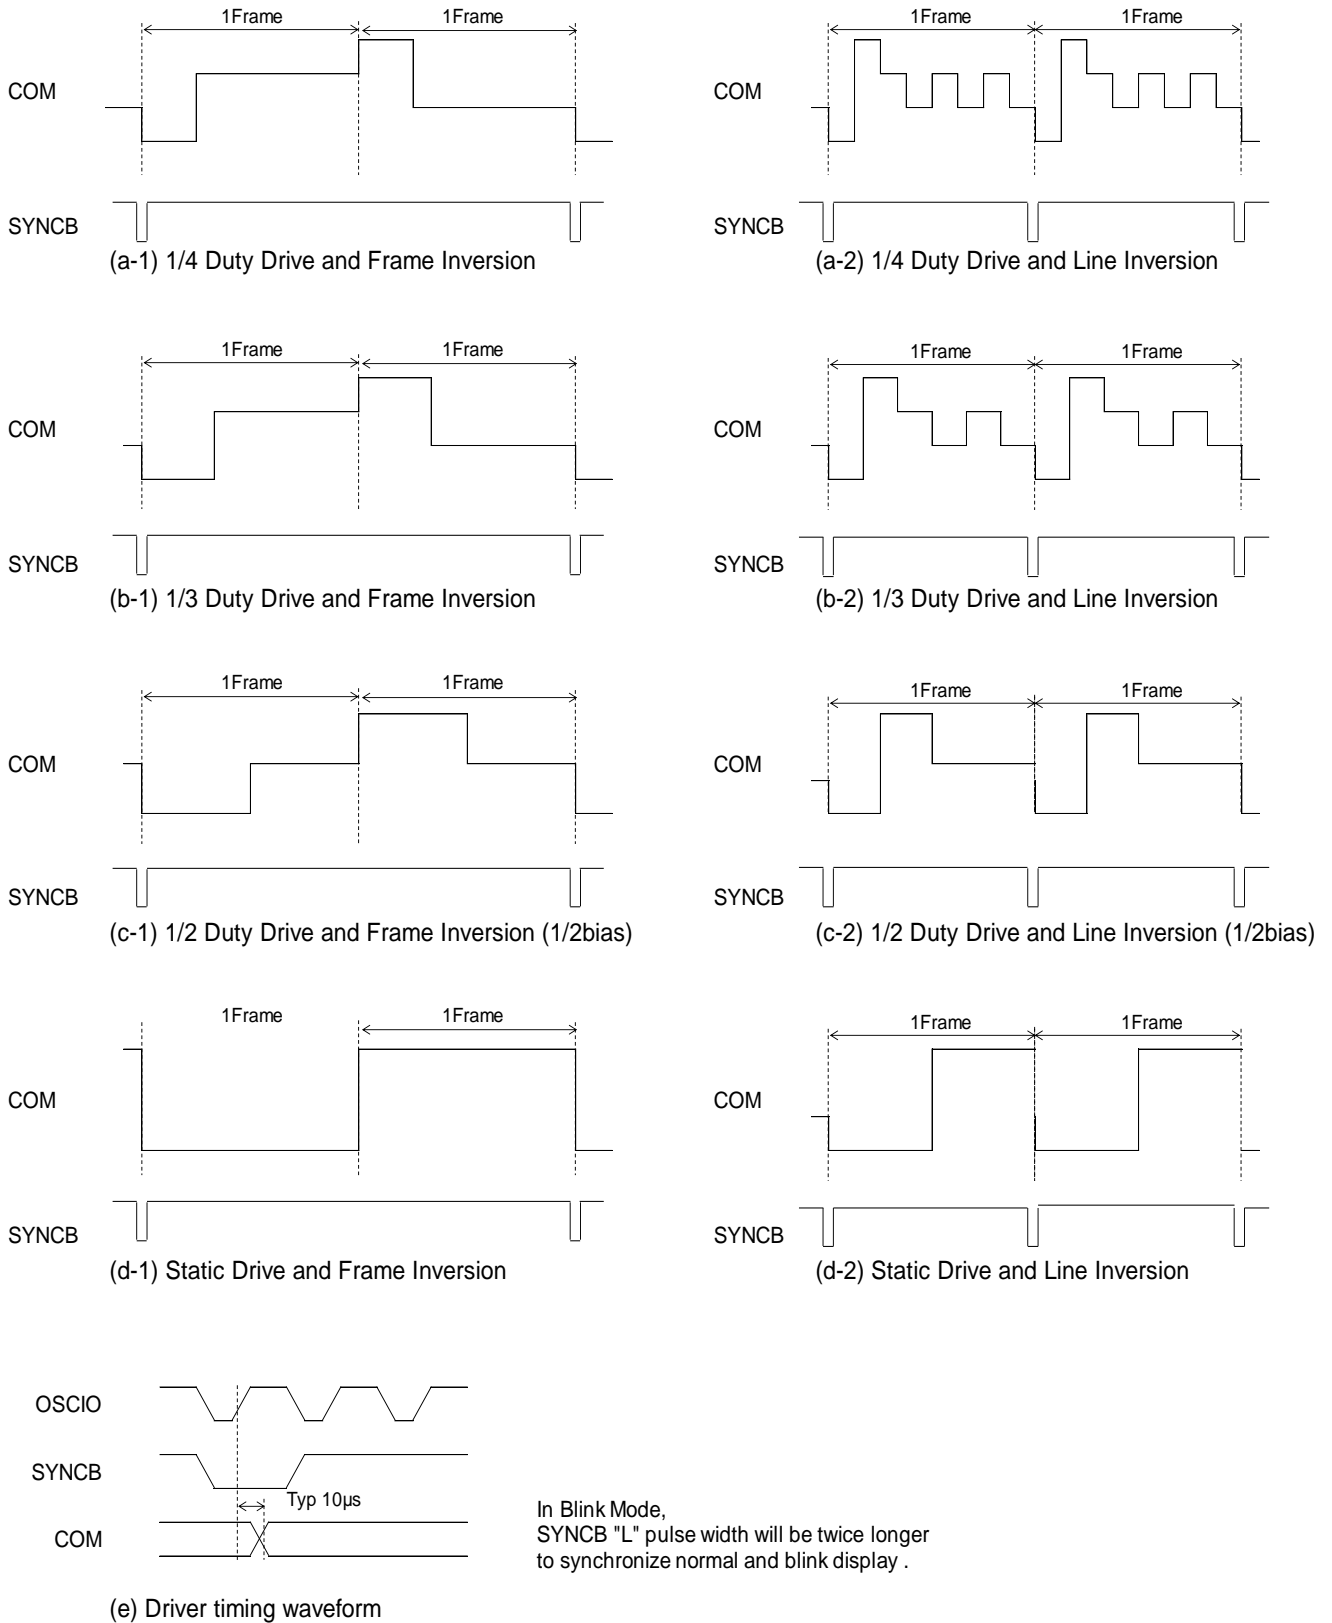 1Frame 1Frame 1Frame 1Frame
COM COM
SYNCB SYNCB
(a-1) 1/4 Duty Drive and Frame Inversion (a-2) 1/4 Duty Drive and Line Inversion
1Frame 1Frame 1Frame 1Frame
COM COM
SYNCB SYNCB
(b-1) 1/3 Duty Drive and Frame Inversion (b-2) 1/3 Duty Drive and Line Inversion
1Frame 1Frame 1Frame 1Frame
COM COM
SYNCB SYNCB
(c-1) 1/2 Duty Drive and Frame Inversion (1/2bias) (c-2) 1/2 Duty Drive and Line Inversion (1/2bias)
1Frame 1Frame 1Frame 1Frame
COM COM
SYNCB SYNCB
(d-1) Static Drive and Frame Inversion (d-2) Static Drive and Line Inversion
OSCIO
SYNCB
Typ 10µs
COM
In Blink Mode,
SYNCB "L" pulse width will be twice longer
to synchronize normal and blink display .
(e) Driver timing waveform